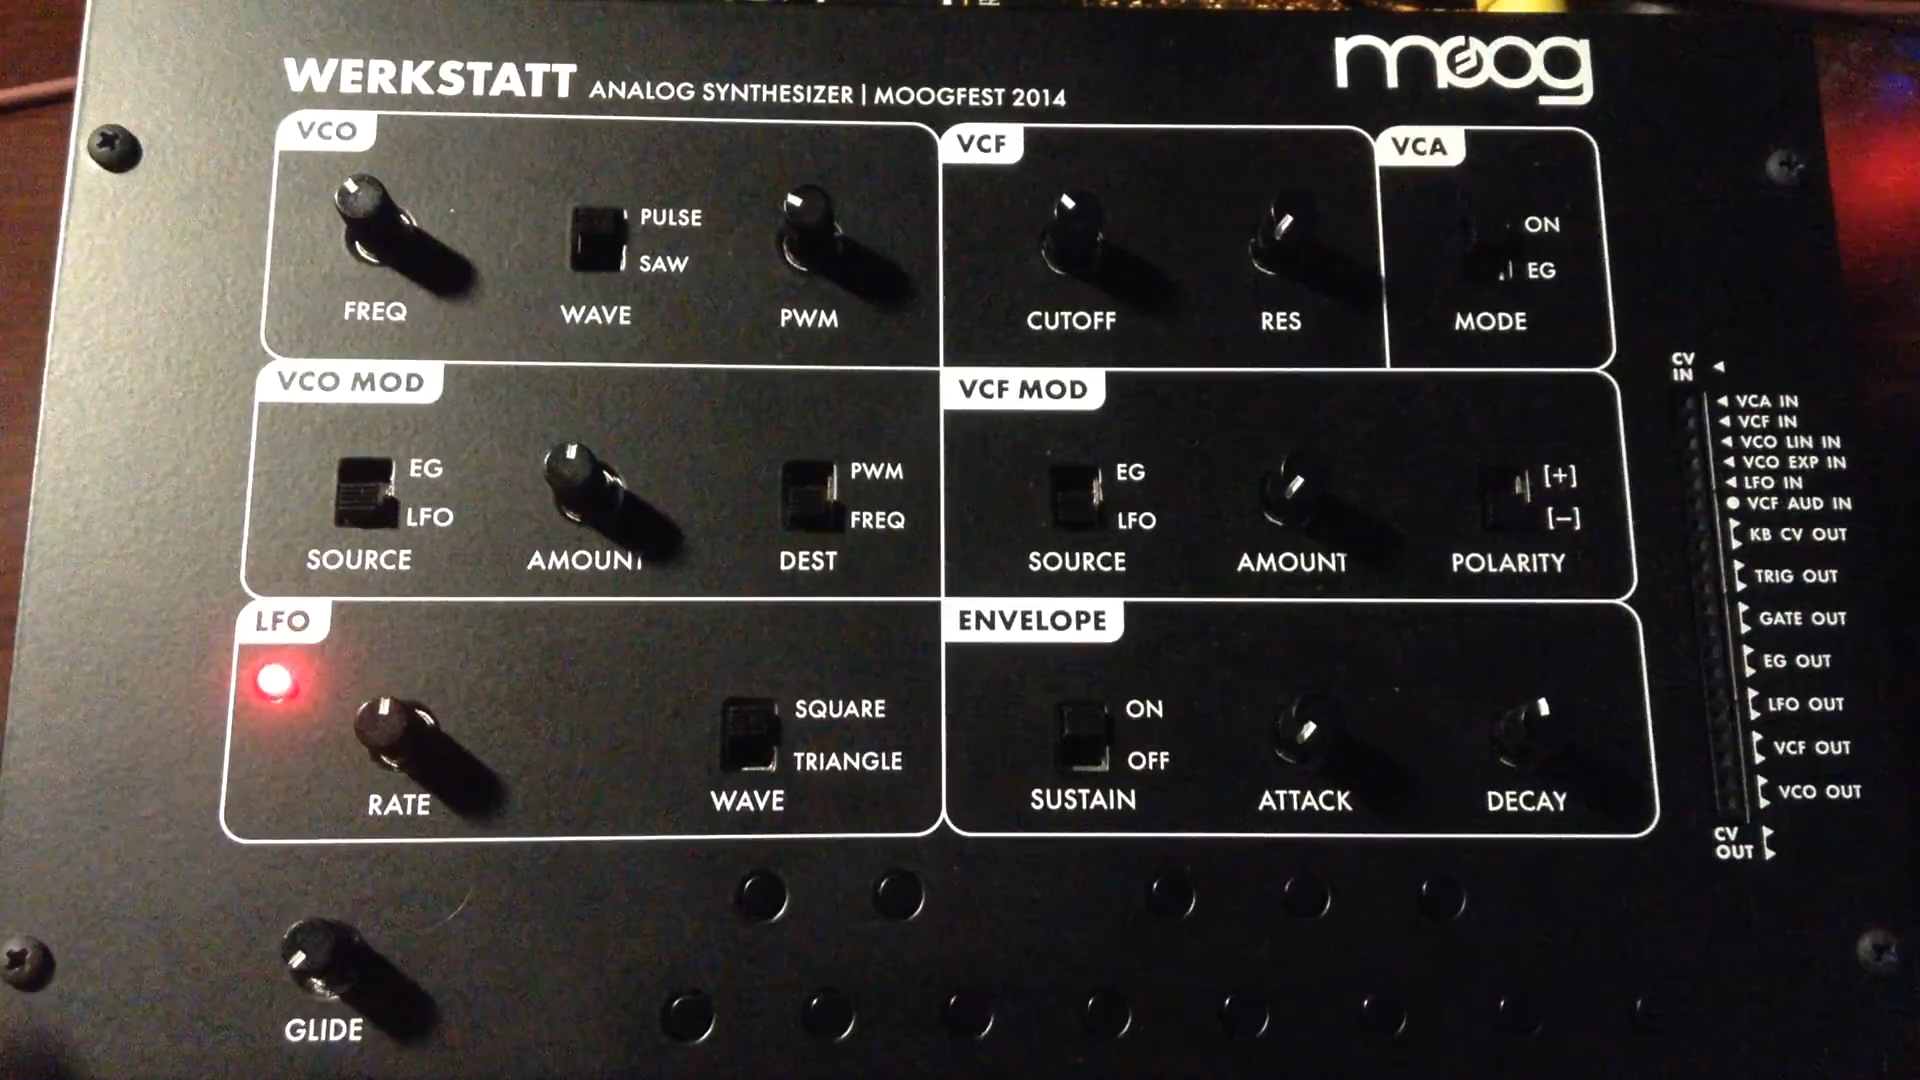 moog
WERKSTATT ANALOG SYNTHESIZER | MOOGFEST 2014
VCO
PULSE
SAW
FREQ
WAVE
PWM
VCF
CUTOFF
RES
VCA
ON
EG
MODE
VCO MOD
EG
LFO
SOURCE
AMOUNT
PWM
FREQ
DEST
VCF MOD
EG
LFO
SOURCE
AMOUNT
[+]
[–]
POLARITY
LFO
RATE
SQUARE
TRIANGLE
WAVE
ENVELOPE
ON
OFF
SUSTAIN
ATTACK
DECAY
GLIDE
CV
IN
VCA IN
VCF IN
VCO LIN IN
VCO EXP IN
LFO IN
VCF AUD IN
KB CV OUT
TRIG OUT
GATE OUT
EG OUT
LFO OUT
VCF OUT
VCO OUT
CV
OUT